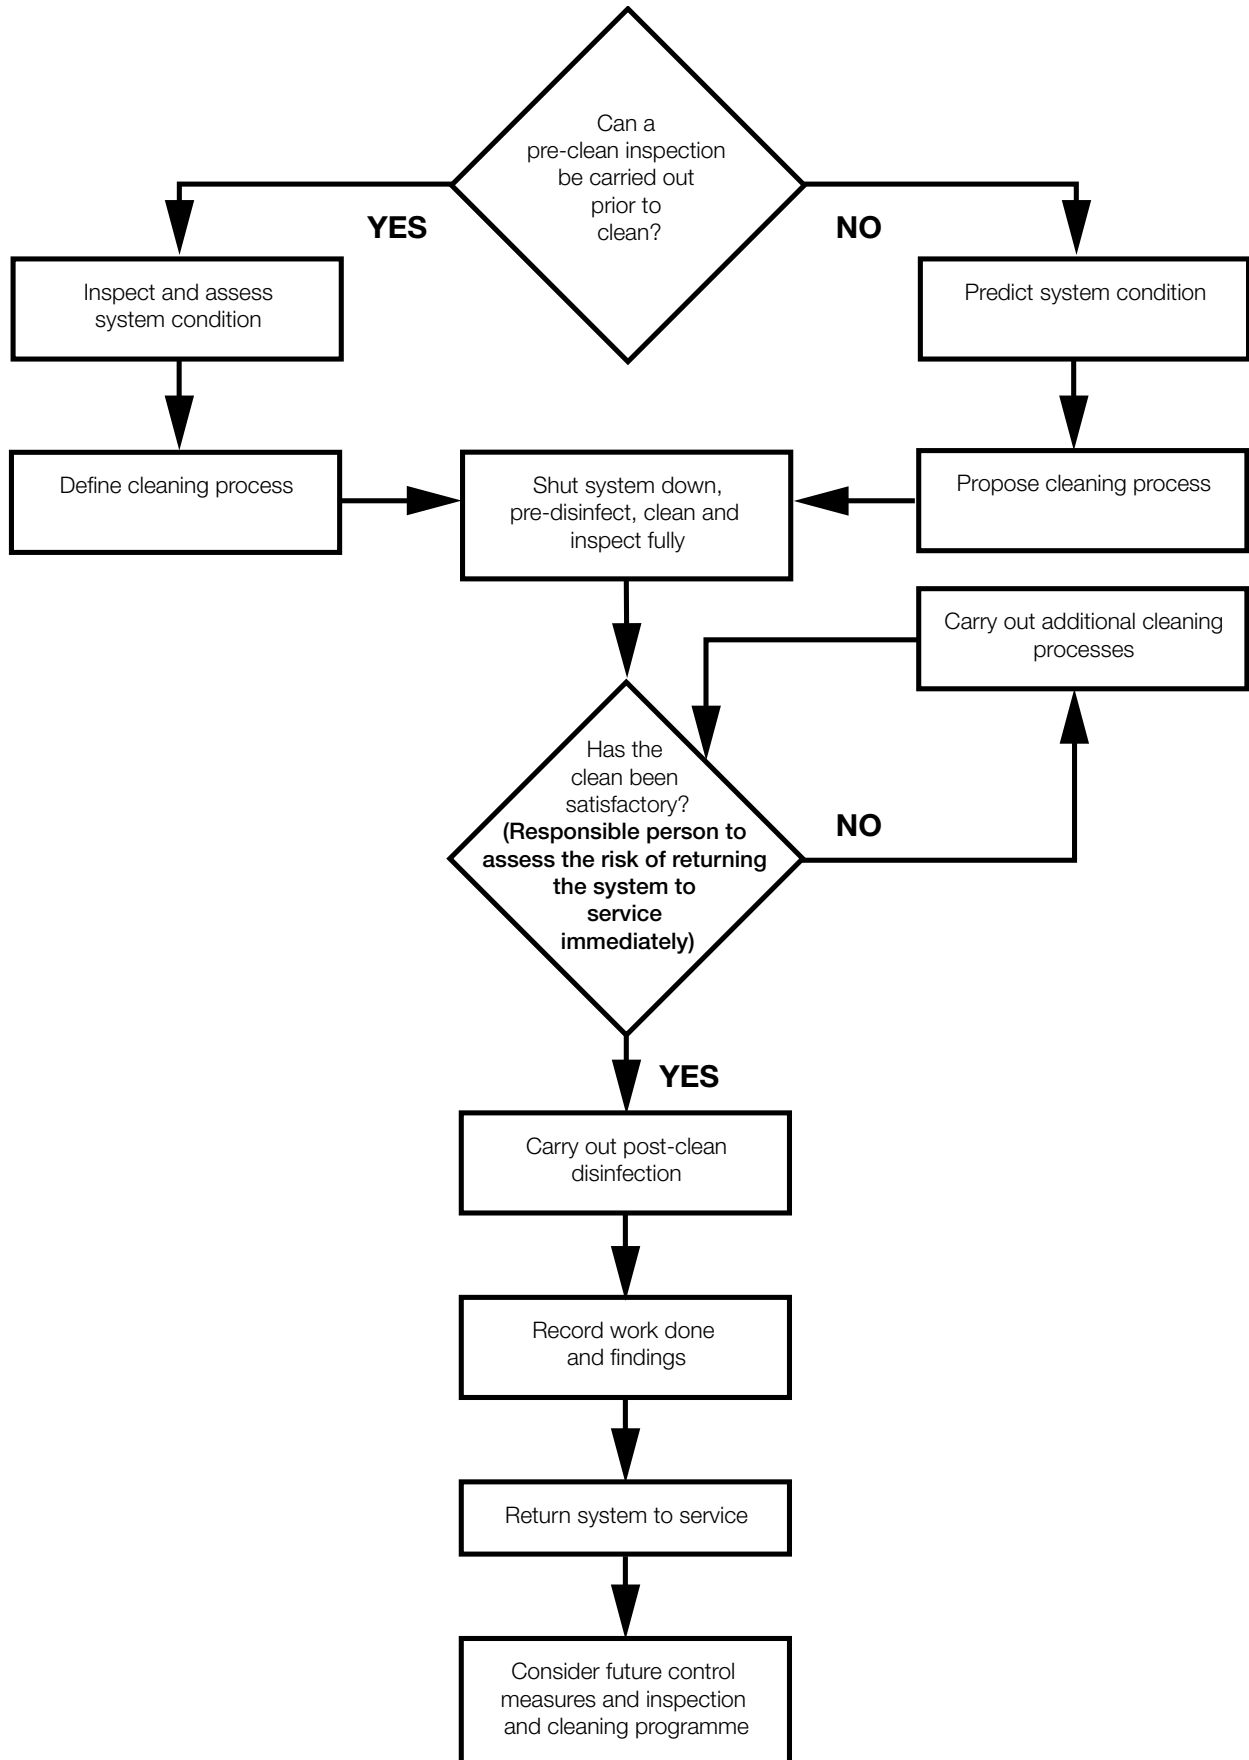 Can a
pre-clean inspection
be carried out
prior to
clean?
YES
NO
Inspect and assess
system condition
Predict system condition
Define cleaning process
Shut system down,
pre-disinfect, clean and
inspect fully
Propose cleaning process
Carry out additional cleaning
processes
Has the
clean been
satisfactory?
(Responsible person to
assess the risk of returning
the system to
service
immediately)
NO
YES
Carry out post-clean
disinfection
Record work done
and findings
Return system to service
Consider future control
measures and inspection
and cleaning programme